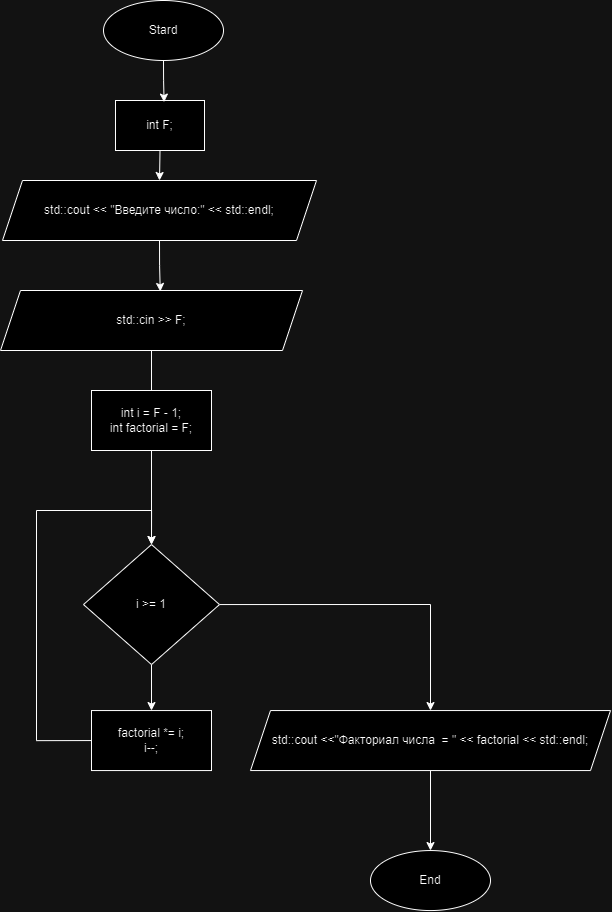 Stard
int F;
std::cout << "Введите число:" << std::endl;
std::cin >> F;
int i = F - 1;
int factorial = F;
i >= 1
factorial *= i;
i--;
std::cout <<"Факториал числа  = " << factorial << std::endl;
End